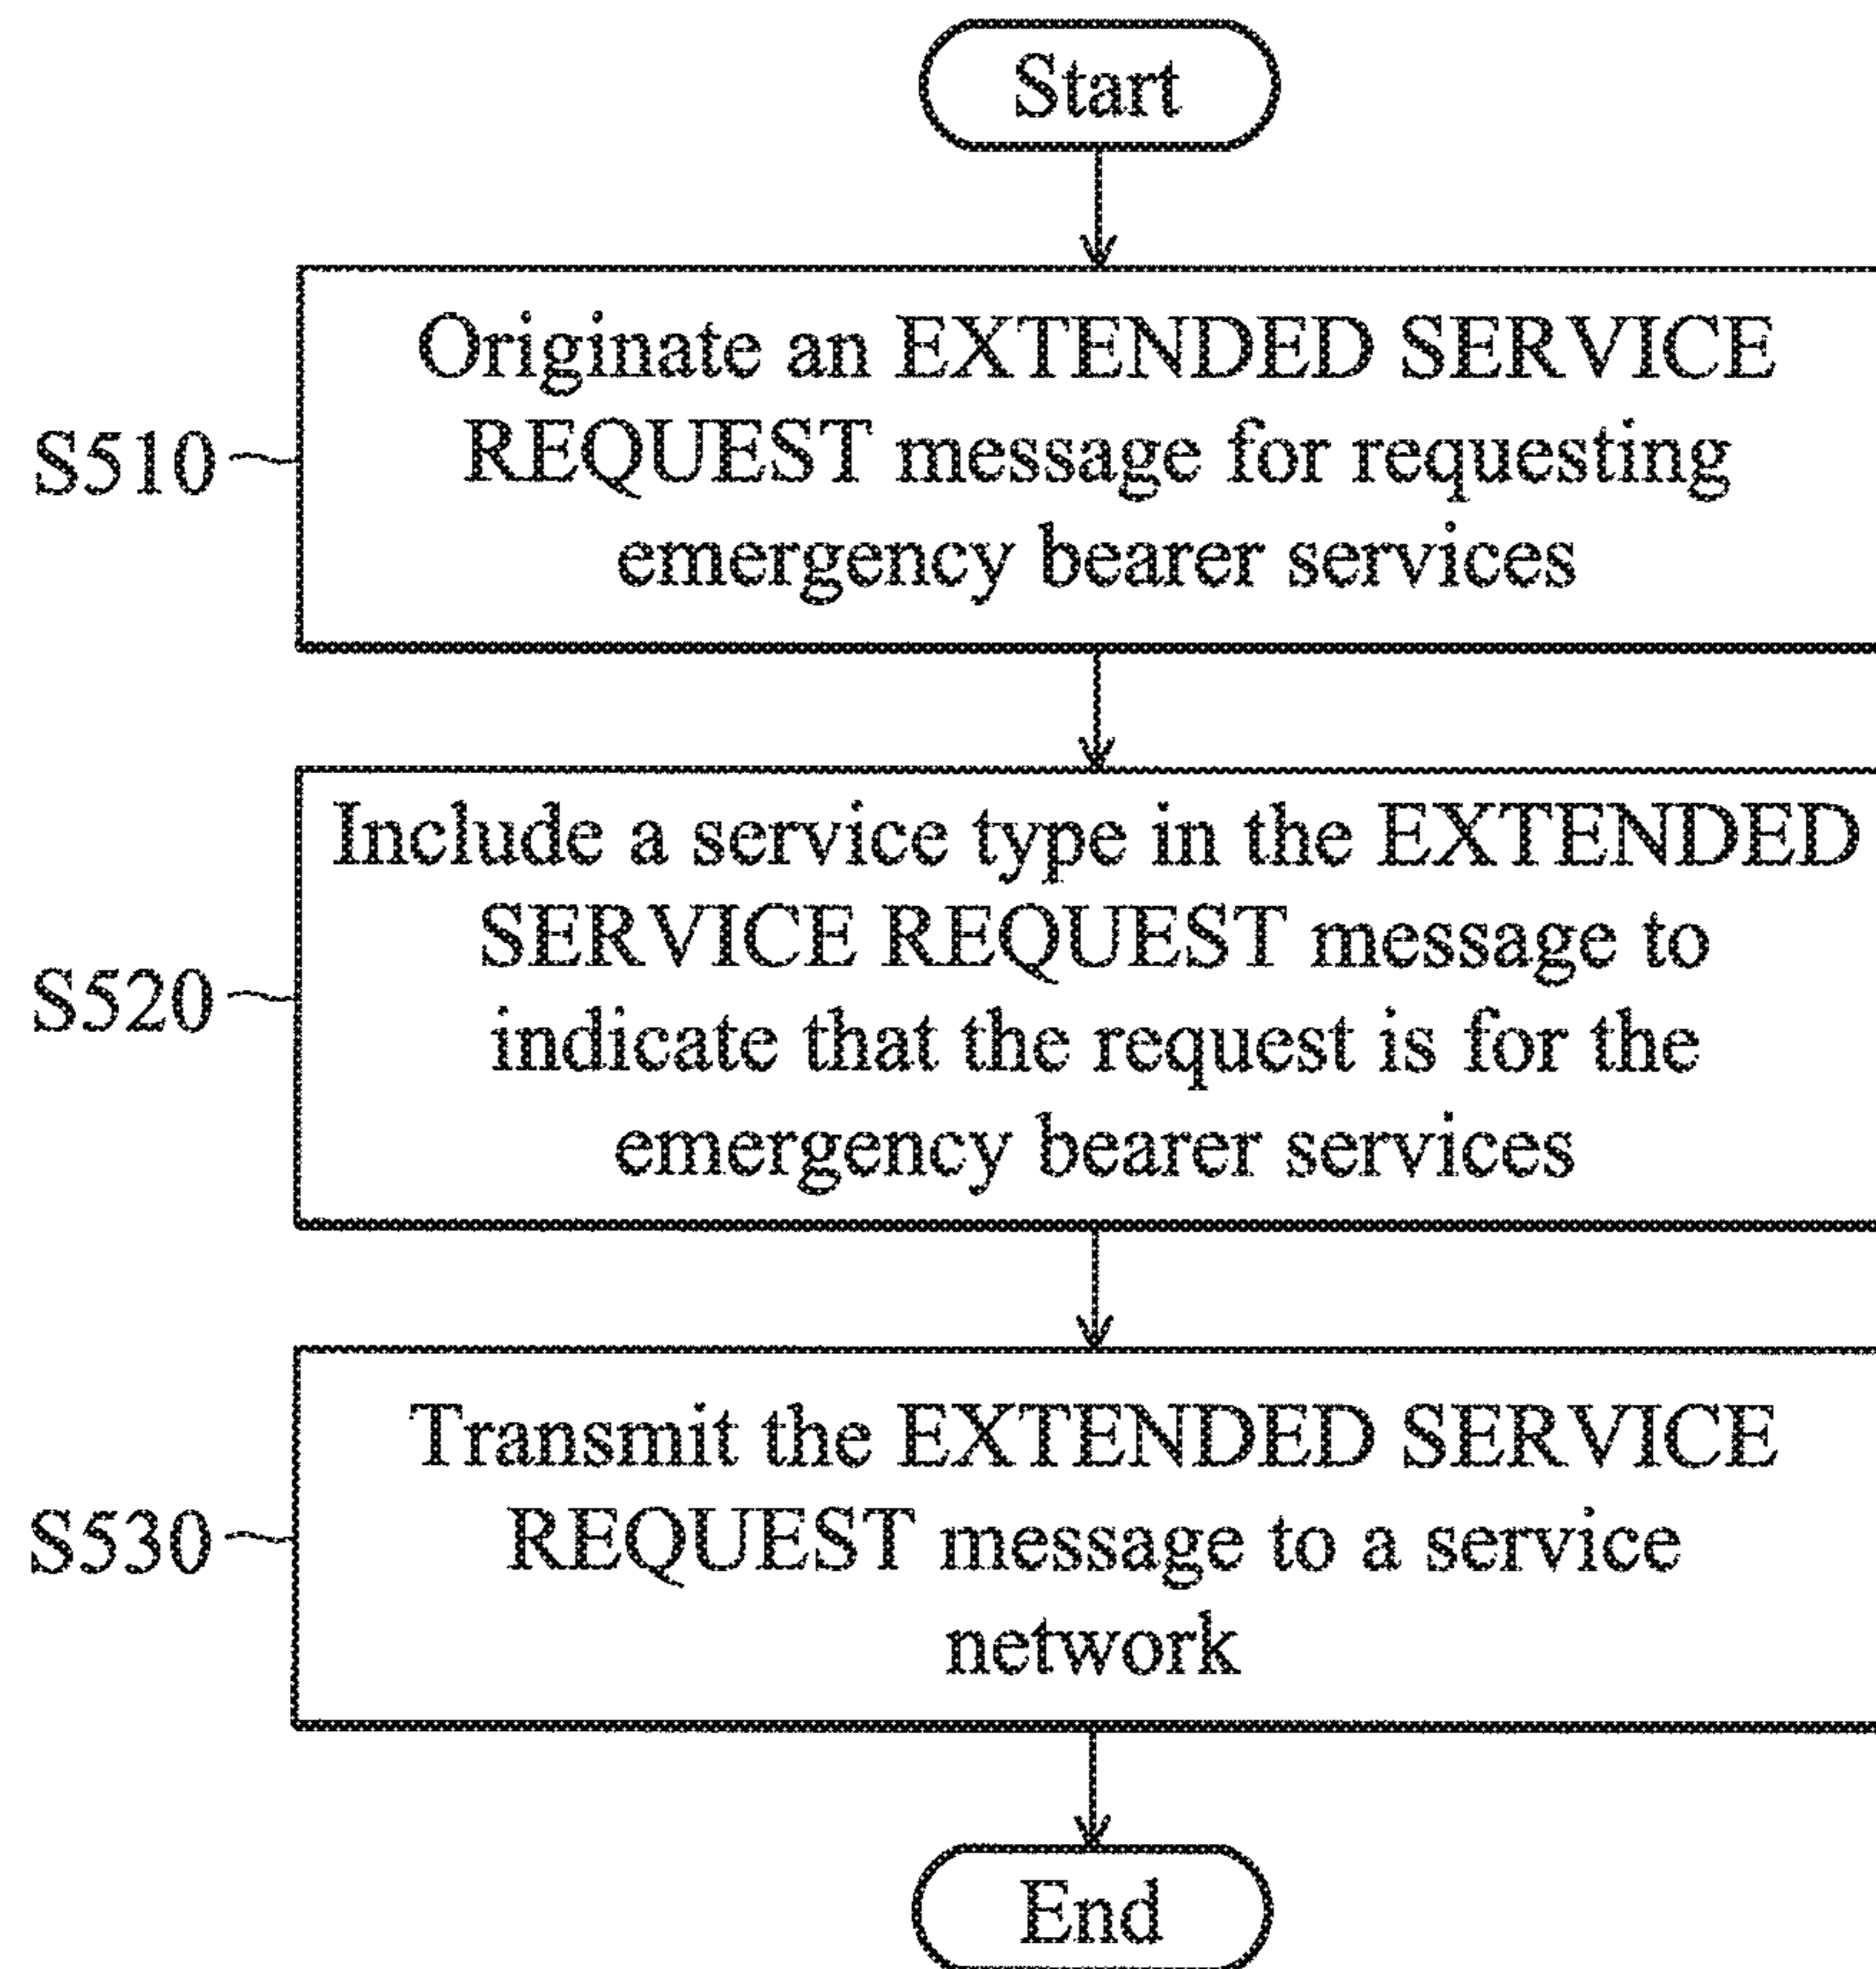 Start
S510
Originate an EXTENDED SERVICE
REQUEST message for requesting
emergency bearer services
S520
Include a service type in the EXTENDED
SERVICE REQUEST message to
indicate that the request is for the
emergency bearer services
S530
Transmit the EXTENDED SERVICE
REQUEST message to a service
network
End